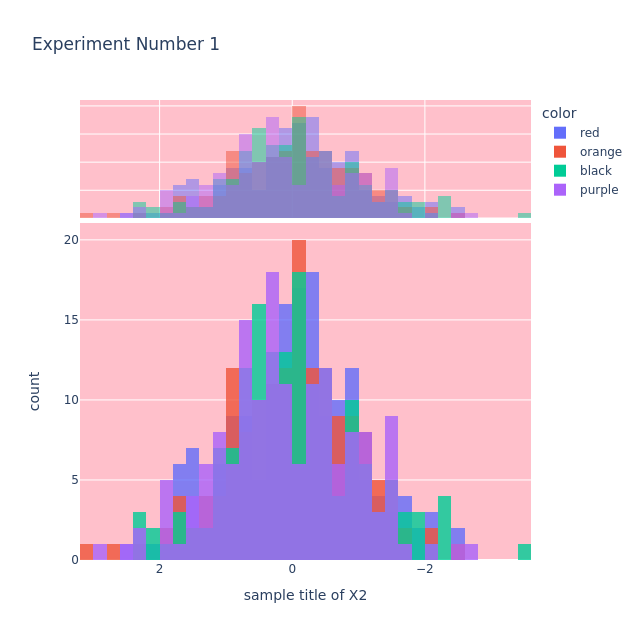 Experiment Number 1
color
red
orange
black
purple
20
15
10
5
0
count
2
0
−2
sample title of X2